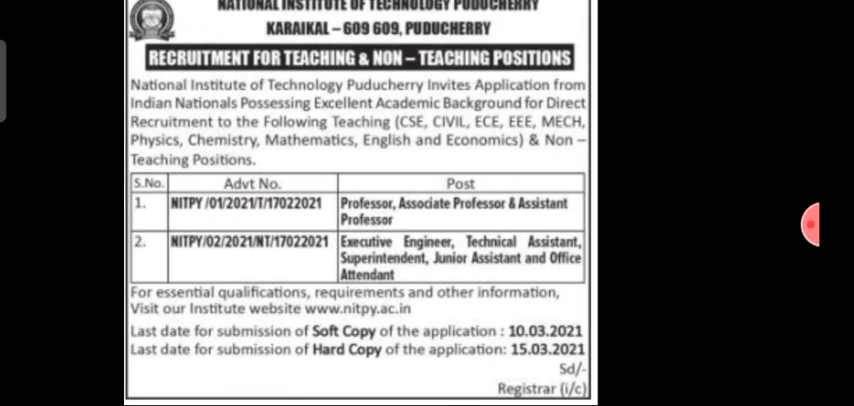 NATIONAL INSTITUTE OF TECHNOLOGY PUDUCHERRY
KARAIKAL – 609 609, PUDUCHERRY
RECRUITMENT FOR TEACHING & NON – TEACHING POSITIONS
National Institute of Technology Puducherry Invites Application from
Indian Nationals Possessing Excellent Academic Background for Direct
Recruitment to the Following Teaching (CSE, CIVIL, ECE, EEE, MECH,
Physics, Chemistry, Mathematics, English and Economics) & Non –
Teaching Positions.
S.No. Advt No. Post
1. NITPY /01/2021/T/17022021 Professor, Associate Professor & Assistant
Professor
2. NITPY/02/2021/NT/17022021 Executive Engineer, Technical Assistant,
Superintendent, Junior Assistant and Office
Attendant
For essential qualifications, requirements and other information,
Visit our Institute website www.nitpy.ac.in
Last date for submission of Soft Copy of the application : 10.03.2021
Last date for submission of Hard Copy of the application: 15.03.2021
Sd/-
Registrar (i/c)